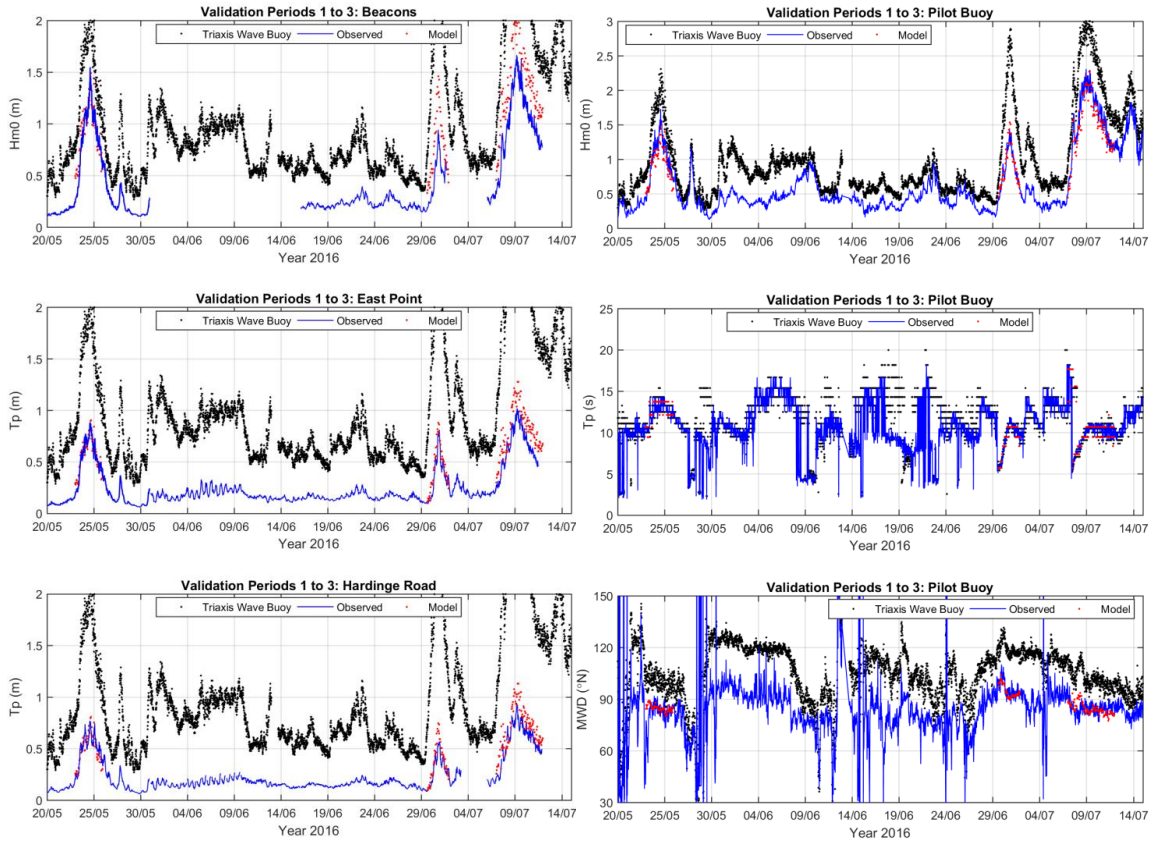 Validation Periods 1 to 3: Beacons
Triaxis Wave Buoy Observed Model
Hm0 (m)
2
1.5
1
0.5
0
20/05 25/05 30/05 04/06 09/06 14/06 19/06 24/06 29/06 04/07 09/07 14/07
Year 2016
Validation Periods 1 to 3: Pilot Buoy
Triaxis Wave Buoy Observed Model
Hm0 (m)
3
2.5
2
1.5
1
0.5
0
20/05 25/05 30/05 04/06 09/06 14/06 19/06 24/06 29/06 04/07 09/07 14/07
Year 2016
Validation Periods 1 to 3: East Point
Triaxis Wave Buoy Observed Model
Tp (m)
2
1.5
1
0.5
0
20/05 25/05 30/05 04/06 09/06 14/06 19/06 24/06 29/06 04/07 09/07 14/07
Year 2016
Validation Periods 1 to 3: Pilot Buoy
Triaxis Wave Buoy Observed Model
Tp (s)
25
20
15
10
5
0
20/05 25/05 30/05 04/06 09/06 14/06 19/06 24/06 29/06 04/07 09/07 14/07
Year 2016
Validation Periods 1 to 3: Hardinge Road
Triaxis Wave Buoy Observed Model
Tp (m)
2
1.5
1
0.5
0
20/05 25/05 30/05 04/06 09/06 14/06 19/06 24/06 29/06 04/07 09/07 14/07
Year 2016
Validation Periods 1 to 3: Pilot Buoy
Triaxis Wave Buoy Observed Model
MWD (°N)
150
120
90
60
30
20/05 25/05 30/05 04/06 09/06 14/06 19/06 24/06 29/06 04/07 09/07 14/07
Year 2016